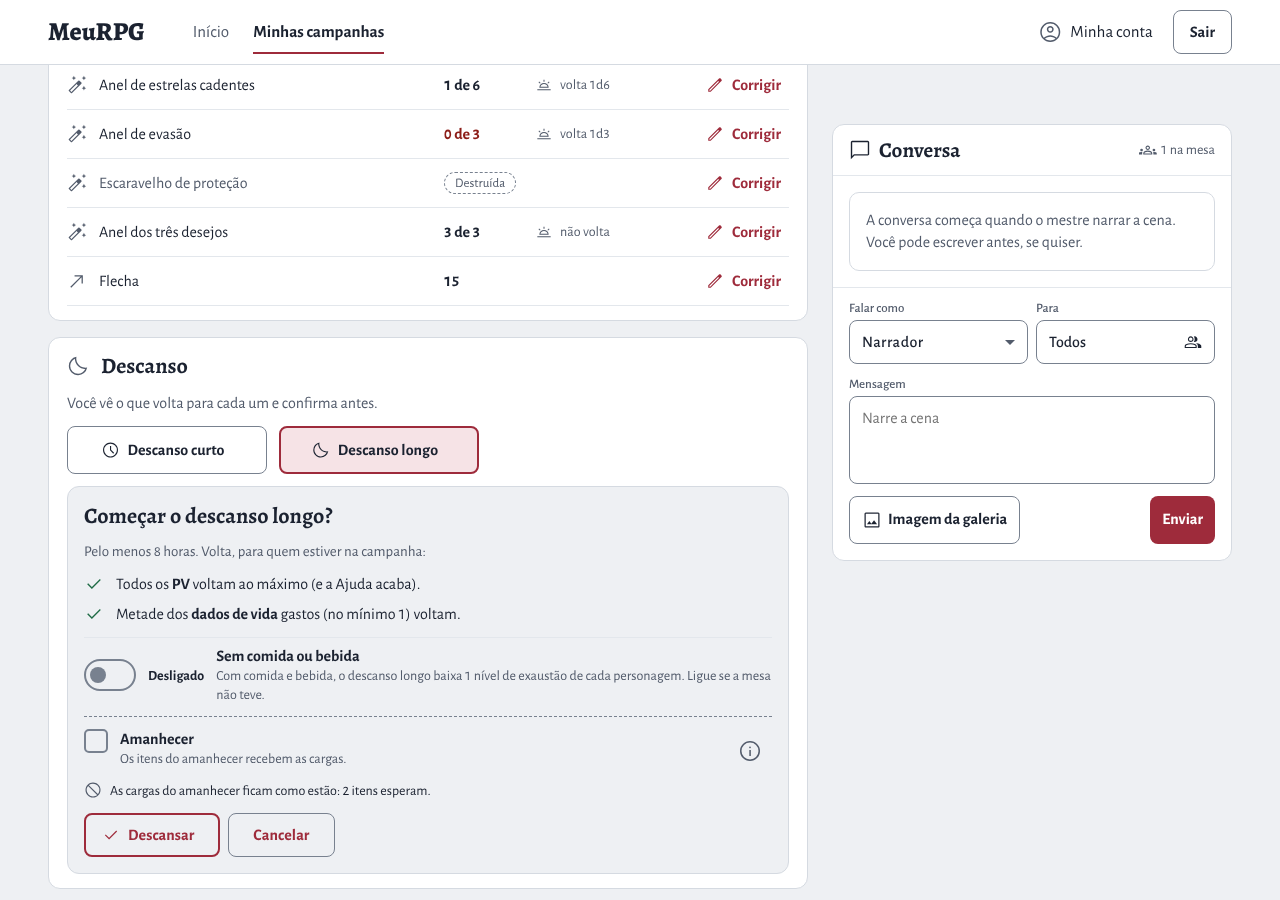 MeuRPG
Início
Minhas campanhas
Minha conta
Sair
Anel de estrelas cadentes
1 de 6
volta 1d6
Corrigir
Anel de evasão
0 de 3
volta 1d3
Corrigir
Escaravelho de proteção
Destruída
Corrigir
Anel dos três desejos
3 de 3
não volta
Corrigir
Flecha
15
Corrigir
Descanso
Você vê o que volta para cada um e confirma antes.
Descanso curto
Descanso longo
Começar o descanso longo?
Pelo menos 8 horas. Volta, para quem estiver na campanha:
Todos os PV voltam ao máximo (e a Ajuda acaba).
Metade dos dados de vida gastos (no mínimo 1) voltam.
Desligado
Sem comida ou bebida
Com comida e bebida, o descanso longo baixa 1 nível de exaustão de cada personagem. Ligue se a mesa
não teve.
Amanhecer
Os itens do amanhecer recebem as cargas.
As cargas do amanhecer ficam como estão: 2 itens esperam.
Descansar
Cancelar
Conversa
1 na mesa
A conversa começa quando o mestre narrar a cena.
Você pode escrever antes, se quiser.
Falar como
Para
Narrador
Todos
Mensagem
Narre a cena
Imagem da galeria
Enviar